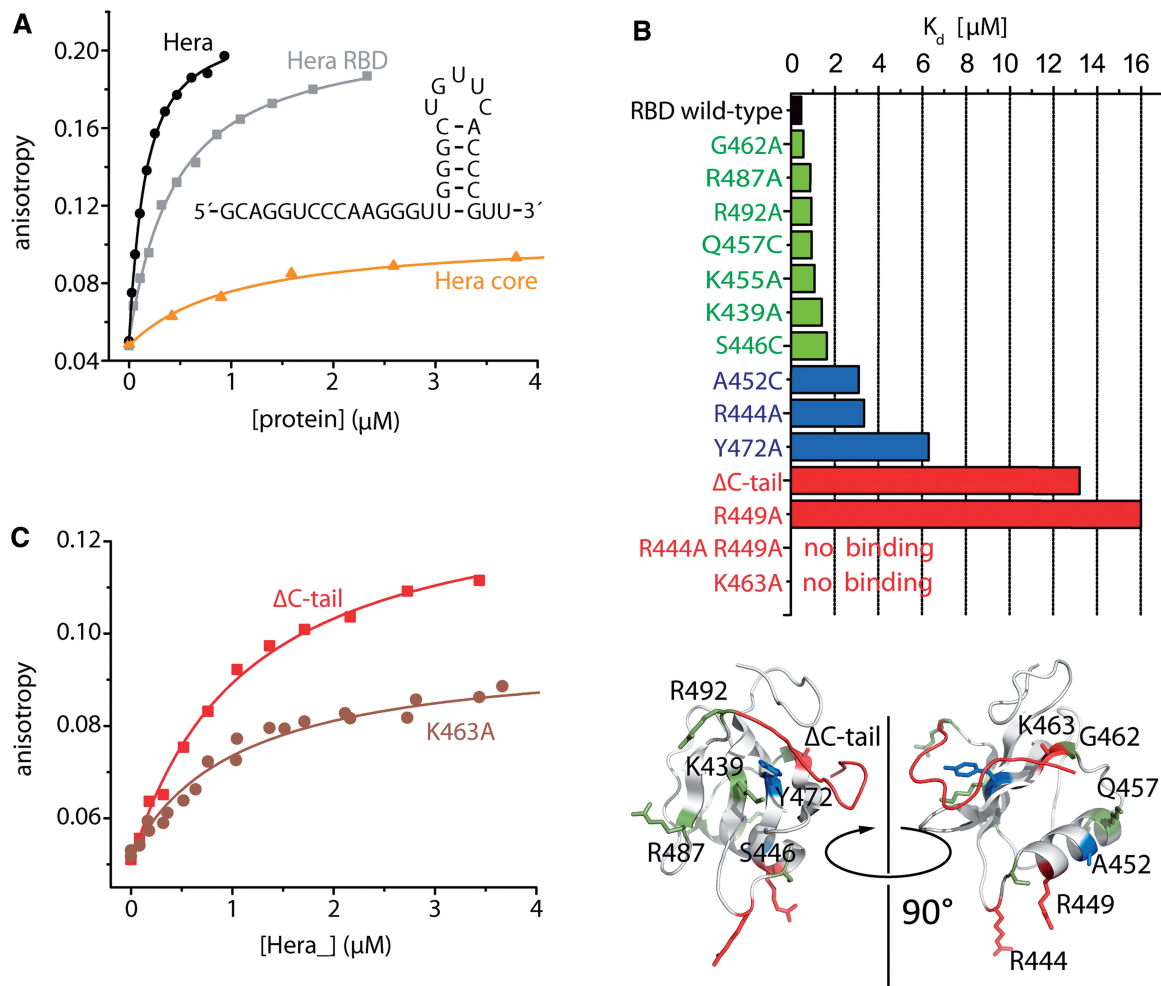 A
0.20
0.16
0.12
0.08
0.04
anisotropy
0 1 2 3 4
[protein] (μM)
Hera
Hera RBD
Hera core
U
G U U
U C
C – A
G – C
G – C
G – C
5´-GCAGGUCCCAAGGGUU – GUU – 3´
B
Kd [μM]
0 2 4 6 8 10 12 14 16
RBD wild-type
G462A
R487A
R492A
Q457C
K455A
K439A
S446C
A452C
R444A
Y472A
ΔC-tail
R449A
R444A R449A no binding
K463A no binding
C
0.12
0.10
0.08
0.06
anisotropy
0 1 2 3 4
[Hera_] (μM)
ΔC-tail
K463A
R492
ΔC-tail
K439
Y472
R487
S446
90°
K463
G462
Q457
A452
R449
R444